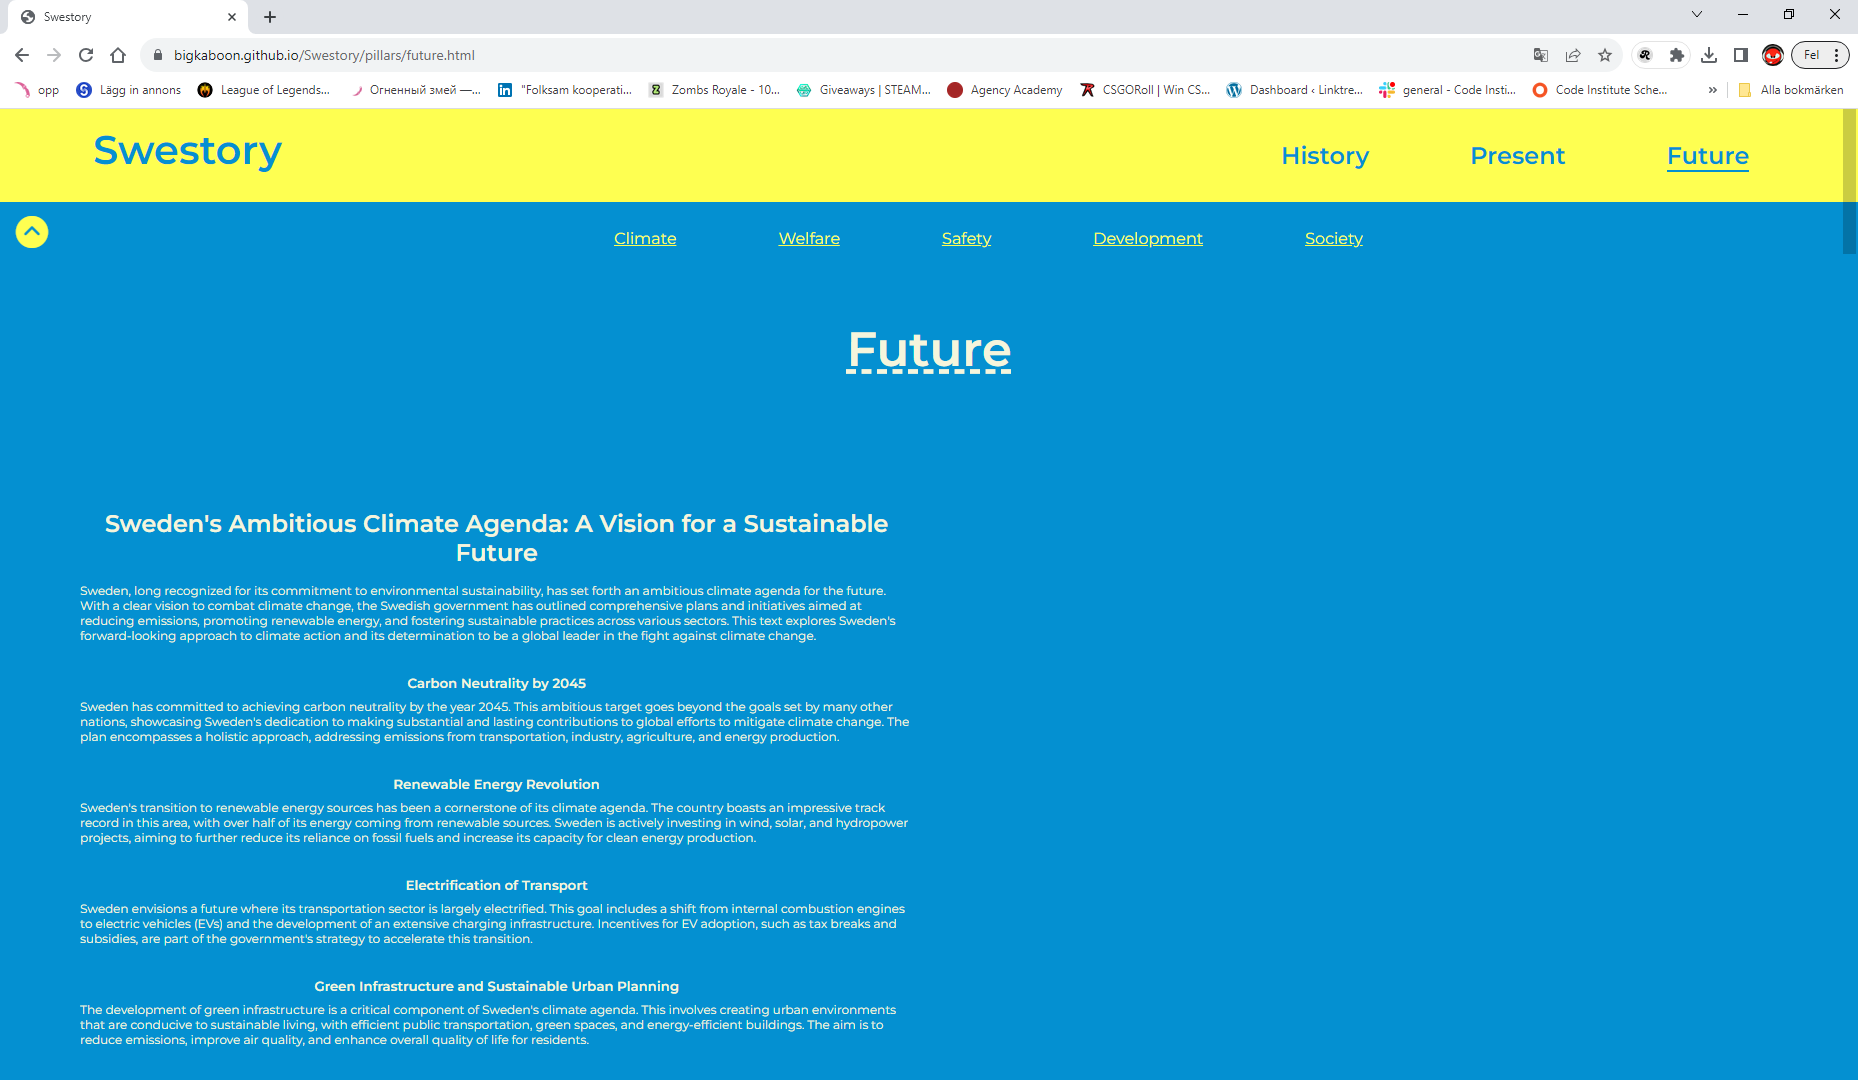 Swestory
bigkaboon.github.io/Swestory/pillars/future.html
Fel
opp
Lägg in annons
League of Legends...
Огненный змей —...
"Folksam kooperati...
Zombs Royale - 10...
Giveaways | STEAM...
Agency Academy
CSGORoll | Win CS...
Dashboard ‹ Linktre...
general - Code Insti...
Code Institute Sche...
»
Alla bokmärken
Swestory
History
Present
Future
Climate
Welfare
Safety
Development
Society
Future
Sweden's Ambitious Climate Agenda: A Vision for a Sustainable
Future
Sweden, long recognized for its commitment to environmental sustainability, has set forth an ambitious climate agenda for the future.
With a clear vision to combat climate change, the Swedish government has outlined comprehensive plans and initiatives aimed at
reducing emissions, promoting renewable energy, and fostering sustainable practices across various sectors. This text explores Sweden's
forward-looking approach to climate action and its determination to be a global leader in the fight against climate change.
Carbon Neutrality by 2045
Sweden has committed to achieving carbon neutrality by the year 2045. This ambitious target goes beyond the goals set by many other
nations, showcasing Sweden's dedication to making substantial and lasting contributions to global efforts to mitigate climate change. The
plan encompasses a holistic approach, addressing emissions from transportation, industry, agriculture, and energy production.
Renewable Energy Revolution
Sweden's transition to renewable energy sources has been a cornerstone of its climate agenda. The country boasts an impressive track
record in this area, with over half of its energy coming from renewable sources. Sweden is actively investing in wind, solar, and hydropower
projects, aiming to further reduce its reliance on fossil fuels and increase its capacity for clean energy production.
Electrification of Transport
Sweden envisions a future where its transportation sector is largely electrified. This goal includes a shift from internal combustion engines
to electric vehicles (EVs) and the development of an extensive charging infrastructure. Incentives for EV adoption, such as tax breaks and
subsidies, are part of the government's strategy to accelerate this transition.
Green Infrastructure and Sustainable Urban Planning
The development of green infrastructure is a critical component of Sweden's climate agenda. This involves creating urban environments
that are conducive to sustainable living, with efficient public transportation, green spaces, and energy-efficient buildings. The aim is to
reduce emissions, improve air quality, and enhance overall quality of life for residents.